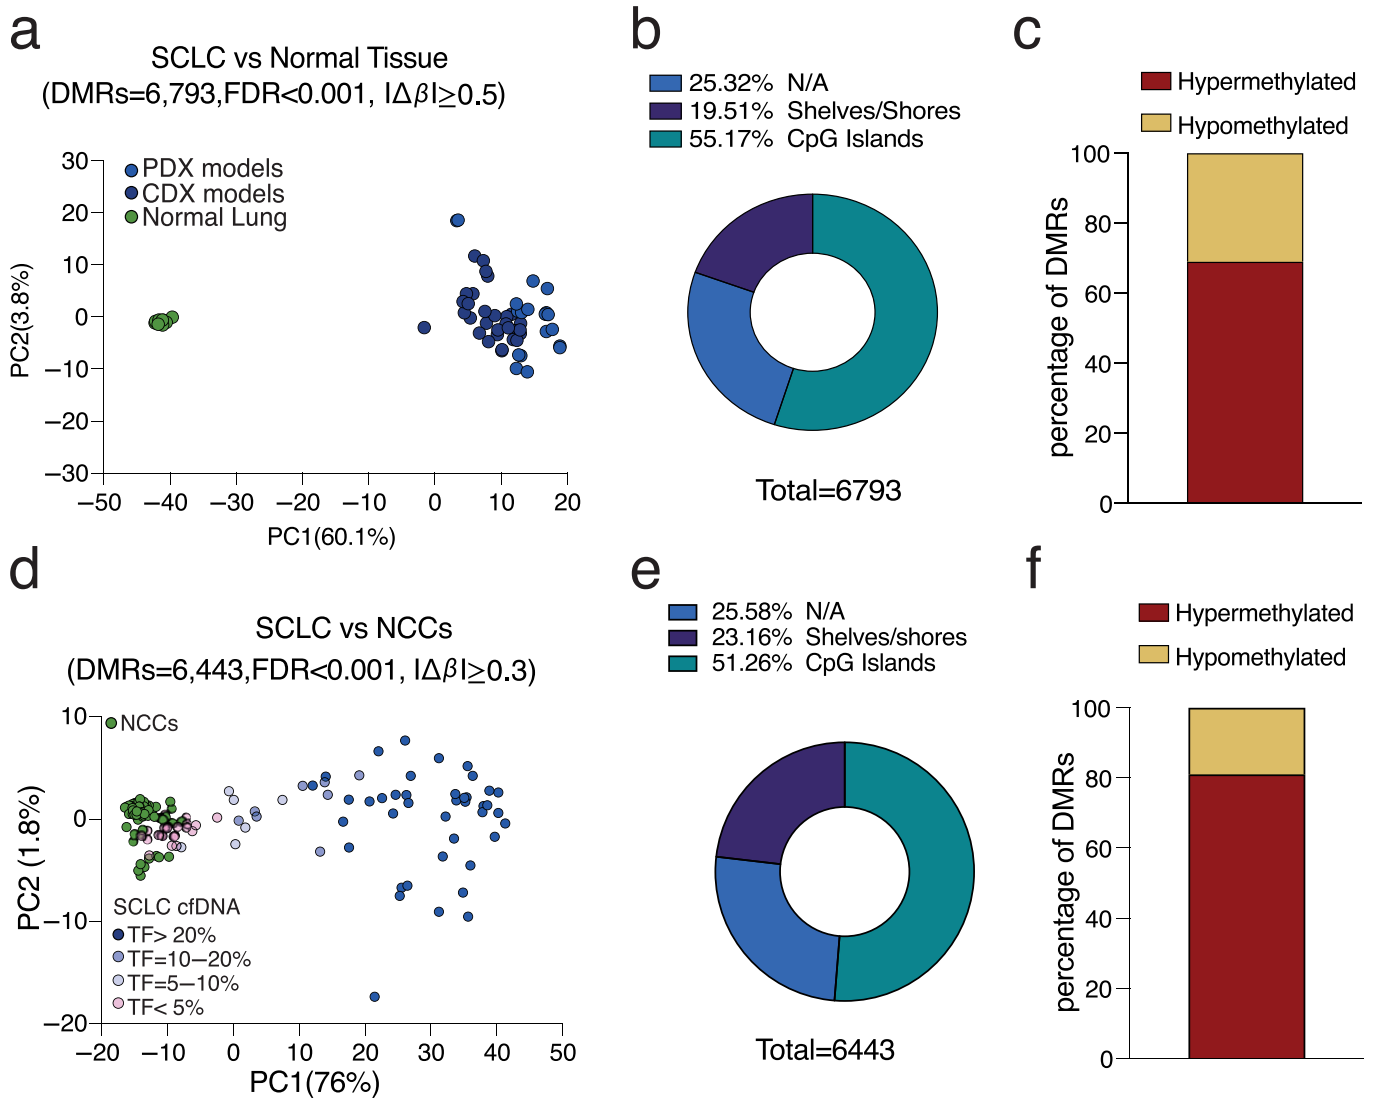 a
SCLC vs Normal Tissue
(DMRs=6,793,FDR<0.001, |Δβ|≥0.5)
PDX models
CDX models
Normal Lung
30
20
10
0
−10
−20
−30
PC2(3.8%)
−50 −40 −30 −20 −10 0 10 20
PC1(60.1%)
b
25.32% N/A
19.51% Shelves/Shores
55.17% CpG Islands
Total=6793
c
Hypermethylated
Hypomethylated
100
80
60
40
20
0
percentage of DMRs
d
SCLC vs NCCs
(DMRs=6,443,FDR<0.001, |Δβ|≥0.3)
NCCs
10
0
−10
−20
PC2 (1.8%)
SCLC cfDNA
TF> 20%
TF=10−20%
TF=5−10%
TF< 5%
−20 −10 0 10 20 30 40 50
PC1(76%)
e
25.58% N/A
23.16% Shelves/shores
51.26% CpG Islands
Total=6443
f
Hypermethylated
Hypomethylated
100
80
60
40
20
0
percentage of DMRs